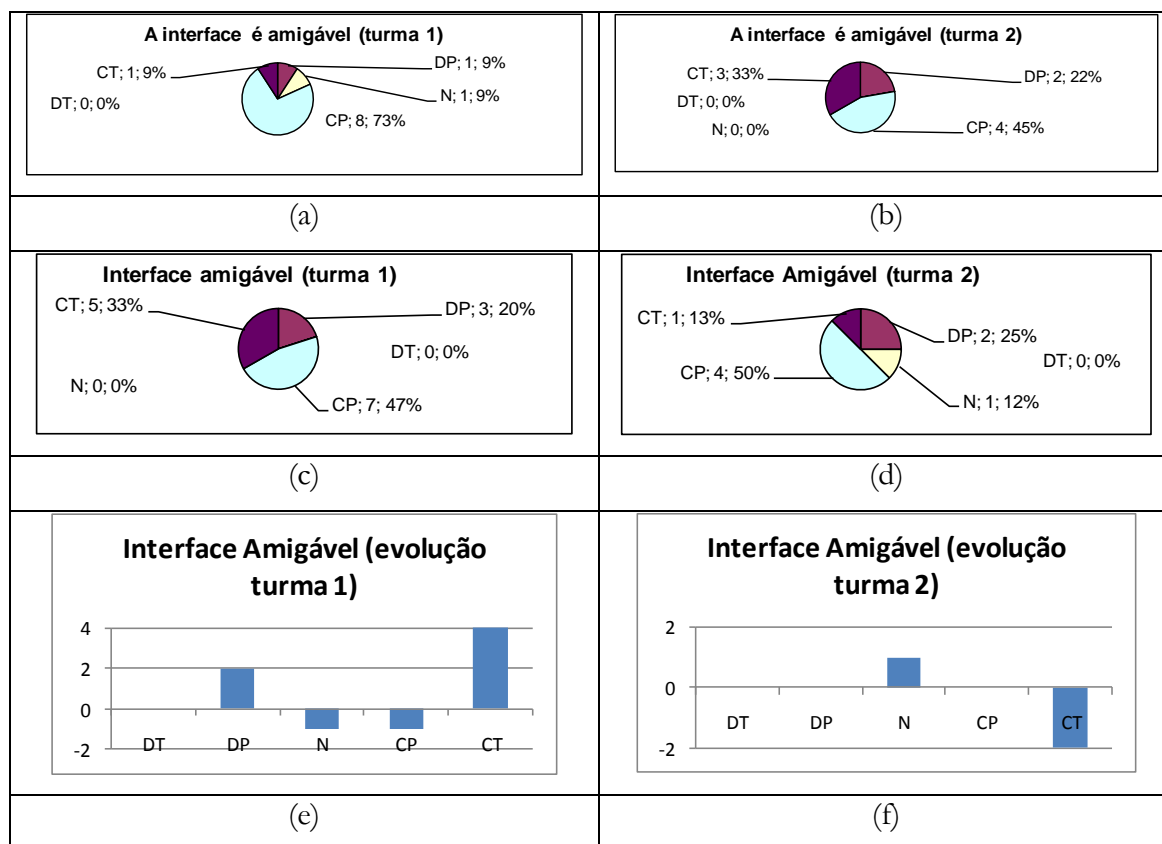 A interface é amigável (turma 1)
CT; 1; 9%
DP; 1; 9%
DT; 0; 0%
N; 1; 9%
CP; 8; 73%
A interface é amigável (turma 2)
CT; 3; 33%
DP; 2; 22%
DT; 0; 0%
N; 0; 0%
CP; 4; 45%
(a)
(b)
Interface amigável (turma 1)
CT; 5; 33%
DP; 3; 20%
DT; 0; 0%
N; 0; 0%
CP; 7; 47%
Interface Amigável (turma 2)
CT; 1; 13%
DP; 2; 25%
DT; 0; 0%
CP; 4; 50%
N; 1; 12%
(c)
(d)
Interface Amigável (evolução
turma 1)
4
2
0
-2
DT DP N CP CT
Interface Amigável (evolução
turma 2)
2
0
-2
DT DP N CP CT
(e)
(f)